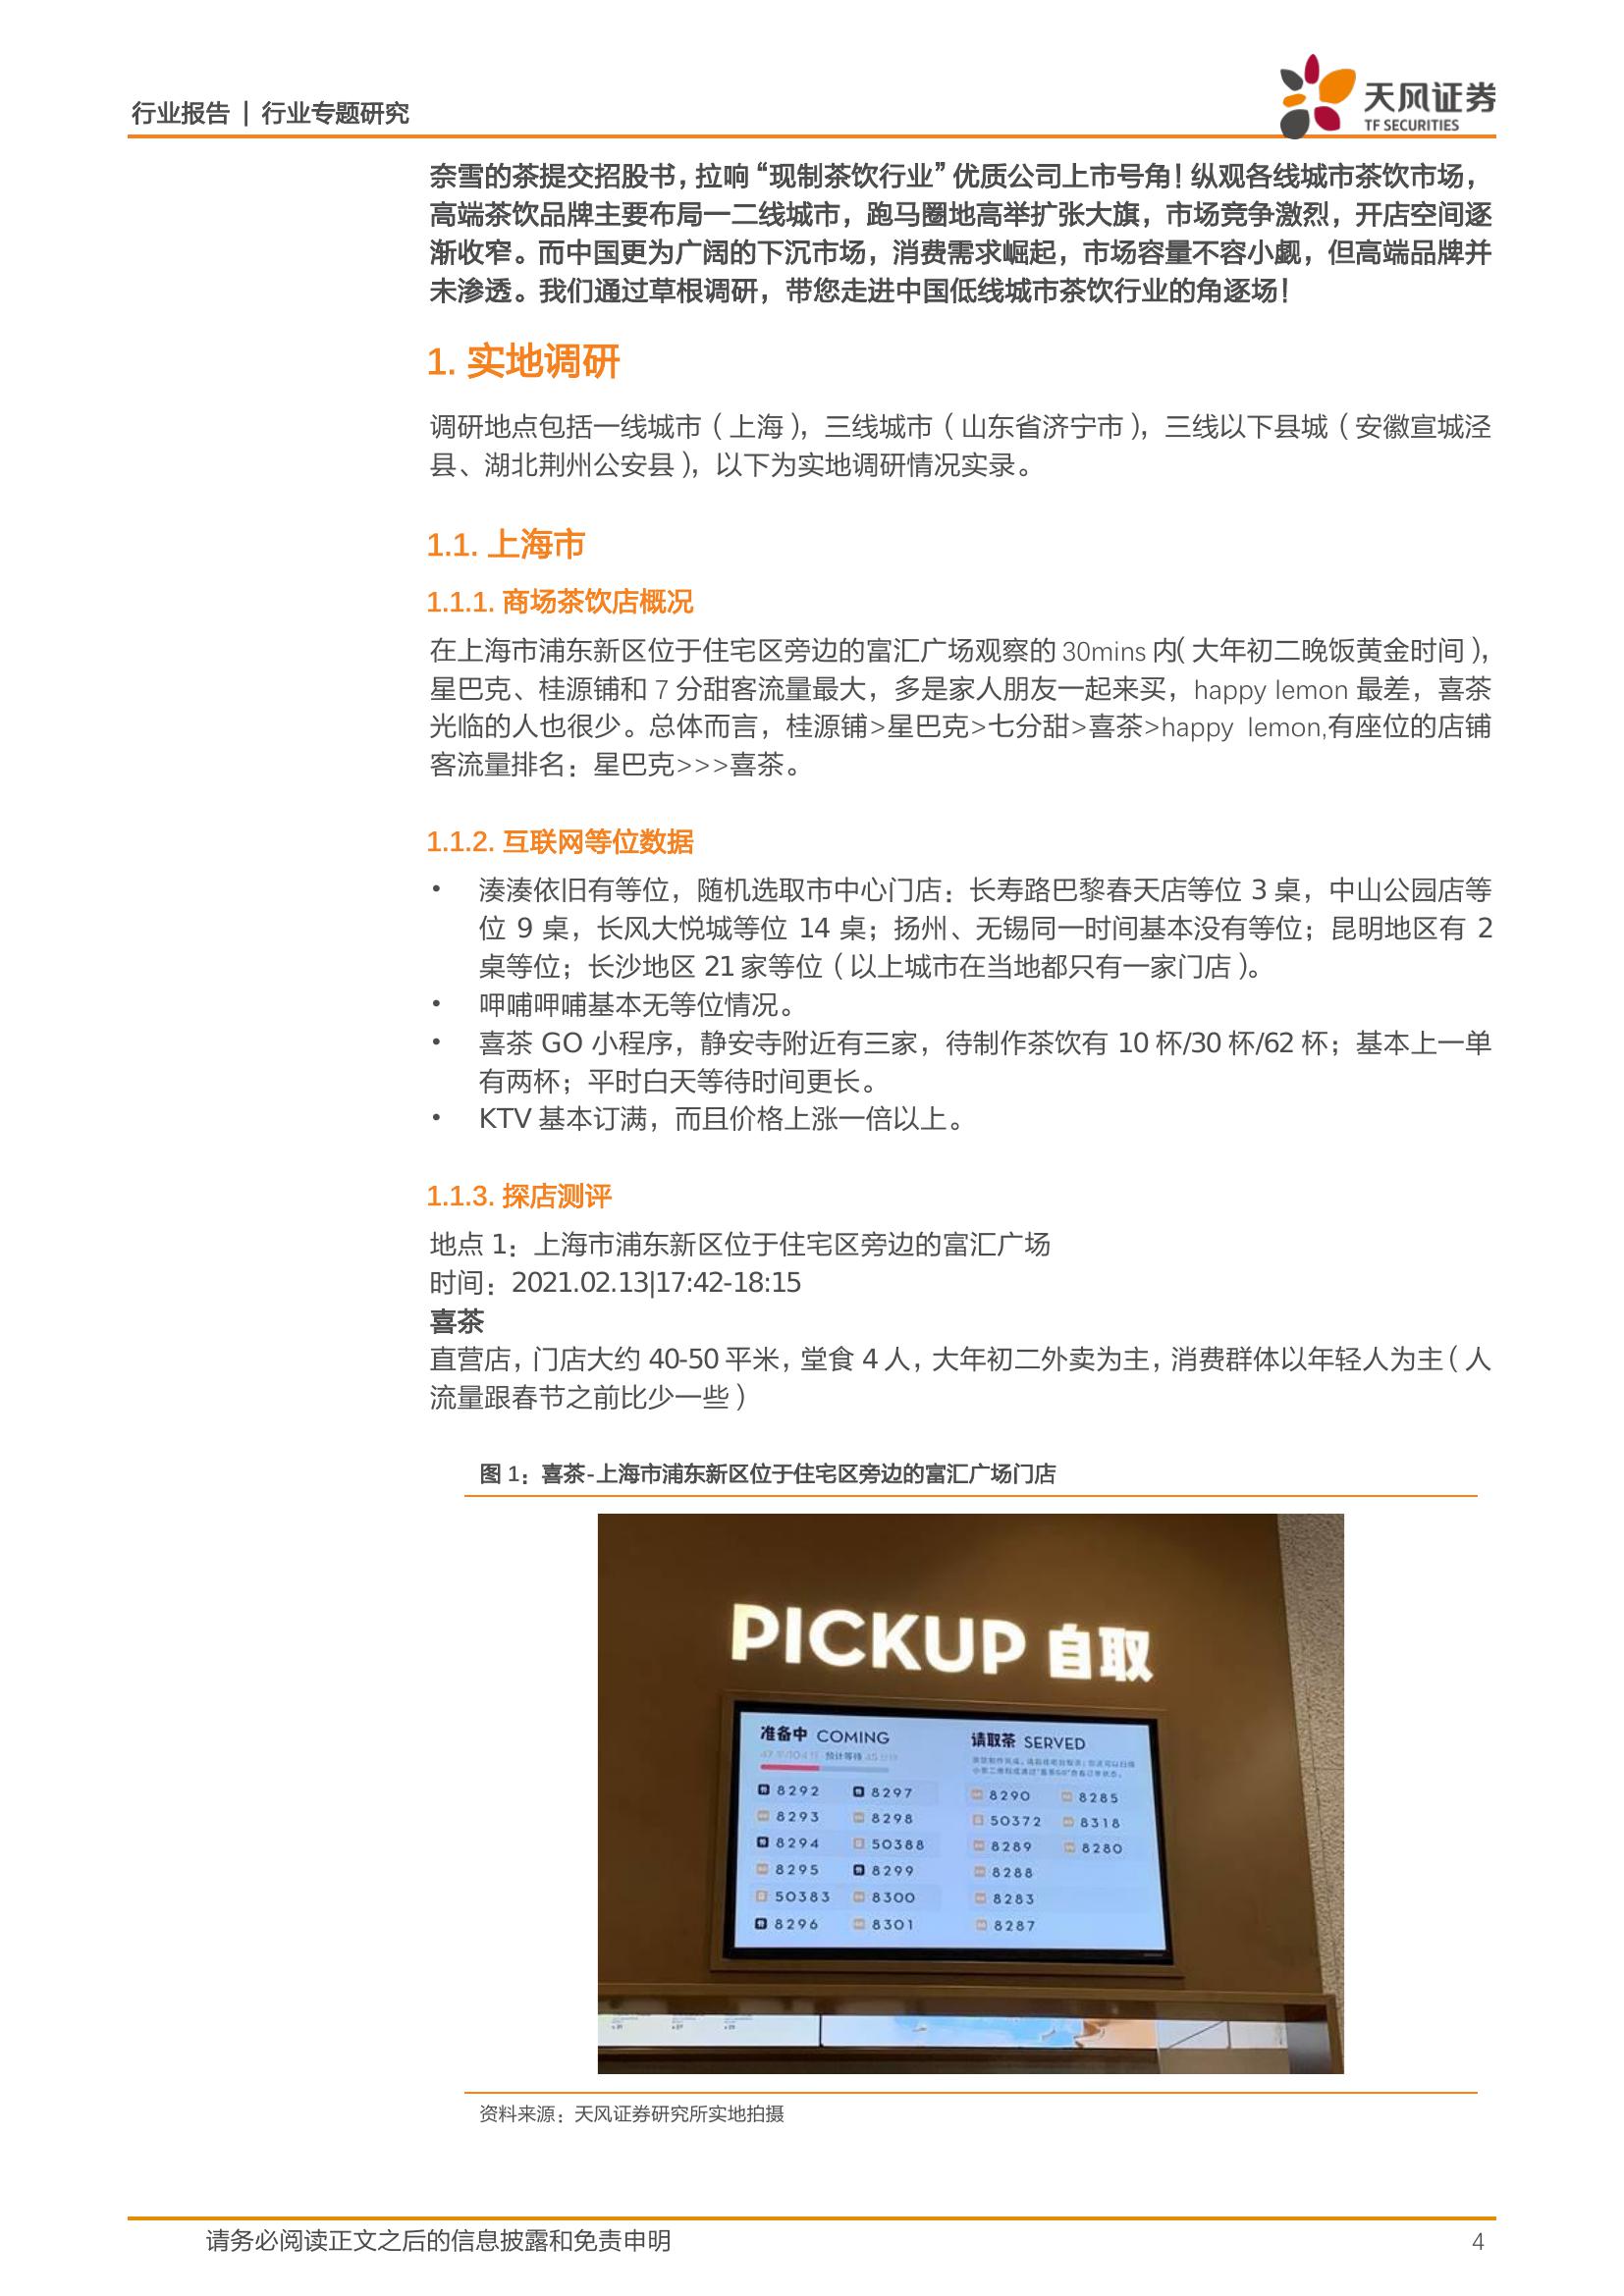 行业报告 | 行业专题研究
天风证券
TF SECURITIES
奈雪的茶提交招股书，拉响“现制茶饮行业”优质公司上市号角！纵观各线城市茶饮市场，
高端茶饮品牌主要布局一二线城市，跑马圈地高举扩张大旗，市场竞争激烈，开店空间逐
渐收窄。而中国更为广阔的下沉市场，消费需求崛起，市场容量不容小觑，但高端品牌并
未渗透。我们通过草根调研，带您走进中国低线城市茶饮行业的角逐场！
1. 实地调研
调研地点包括一线城市（上海），三线城市（山东省济宁市），三线以下县城（安徽宣城泾
县、湖北荆州公安县），以下为实地调研情况实录。
1.1. 上海市
1.1.1. 商场茶饮店概况
在上海市浦东新区位于住宅区旁边的富汇广场观察的 30mins 内（大年初二晚饭黄金时间），
星巴克、桂源铺和 7 分甜客流量最大，多是家人朋友一起来买，happy lemon 最差，喜茶
光临的人也很少。总体而言，桂源铺>星巴克>七分甜>喜茶>happy lemon,有座位的店铺
客流量排名：星巴克>>>喜茶。
1.1.2. 互联网等位数据
• 湊湊依旧有等位，随机选取市中心门店：长寿路巴黎春天店等位 3 桌，中山公园店等
位 9 桌，长风大悦城等位 14 桌；扬州、无锡同一时间基本没有等位；昆明地区有 2
桌等位；长沙地区 21 家等位（以上城市在当地都只有一家门店）。
• 呷哺呷哺基本无等位情况。
• 喜茶 GO 小程序，静安寺附近有三家，待制作茶饮有 10 杯/30 杯/62 杯；基本上一单
有两杯；平时白天等待时间更长。
• KTV 基本订满，而且价格上涨一倍以上。
1.1.3. 探店测评
地点 1：上海市浦东新区位于住宅区旁边的富汇广场
时间：2021.02.13|17:42-18:15
喜茶
直营店，门店大约 40-50 平米，堂食 4 人，大年初二外卖为主，消费群体以年轻人为主（人
流量跟春节之前比少一些）
图 1：喜茶-上海市浦东新区位于住宅区旁边的富汇广场门店
PICKUP 自取
准备中 COMING
预计等待 45
8292 8297
8293 8298
8294 50388
8295 8299
50383 8300
8296 8301
请取茶 SERVED
8290 8285
50372 8318
8289 8280
8288
8283
8287
资料来源：天风证券研究所实地拍摄
请务必阅读正文之后的信息披露和免责申明
4